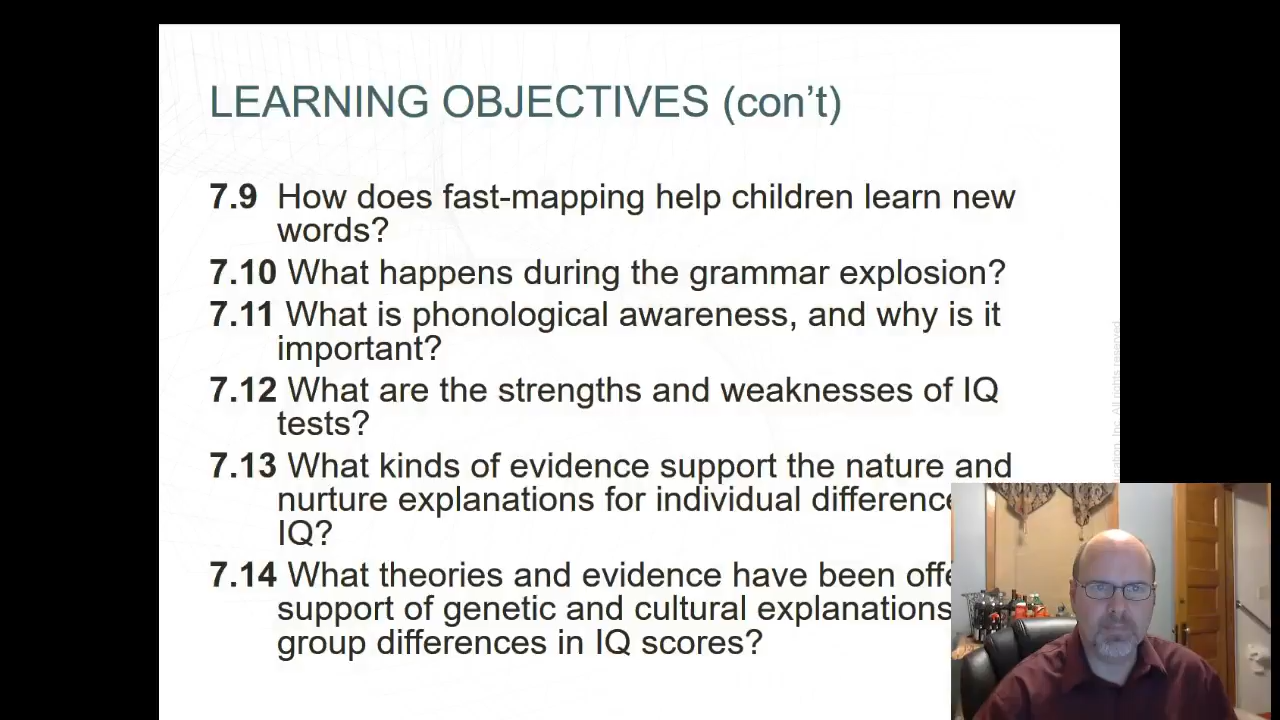 LEARNING OBJECTIVES (con't)
7.9 How does fast-mapping help children learn new
words?
7.10 What happens during the grammar explosion?
7.11 What is phonological awareness, and why is it
important?
7.12 What are the strengths and weaknesses of IQ
tests?
7.13 What kinds of evidence support the nature and
nurture explanations for individual difference
IQ?
7.14 What theories and evidence have been offe
support of genetic and cultural explanations
group differences in IQ scores?
Inc. All rights reserved.